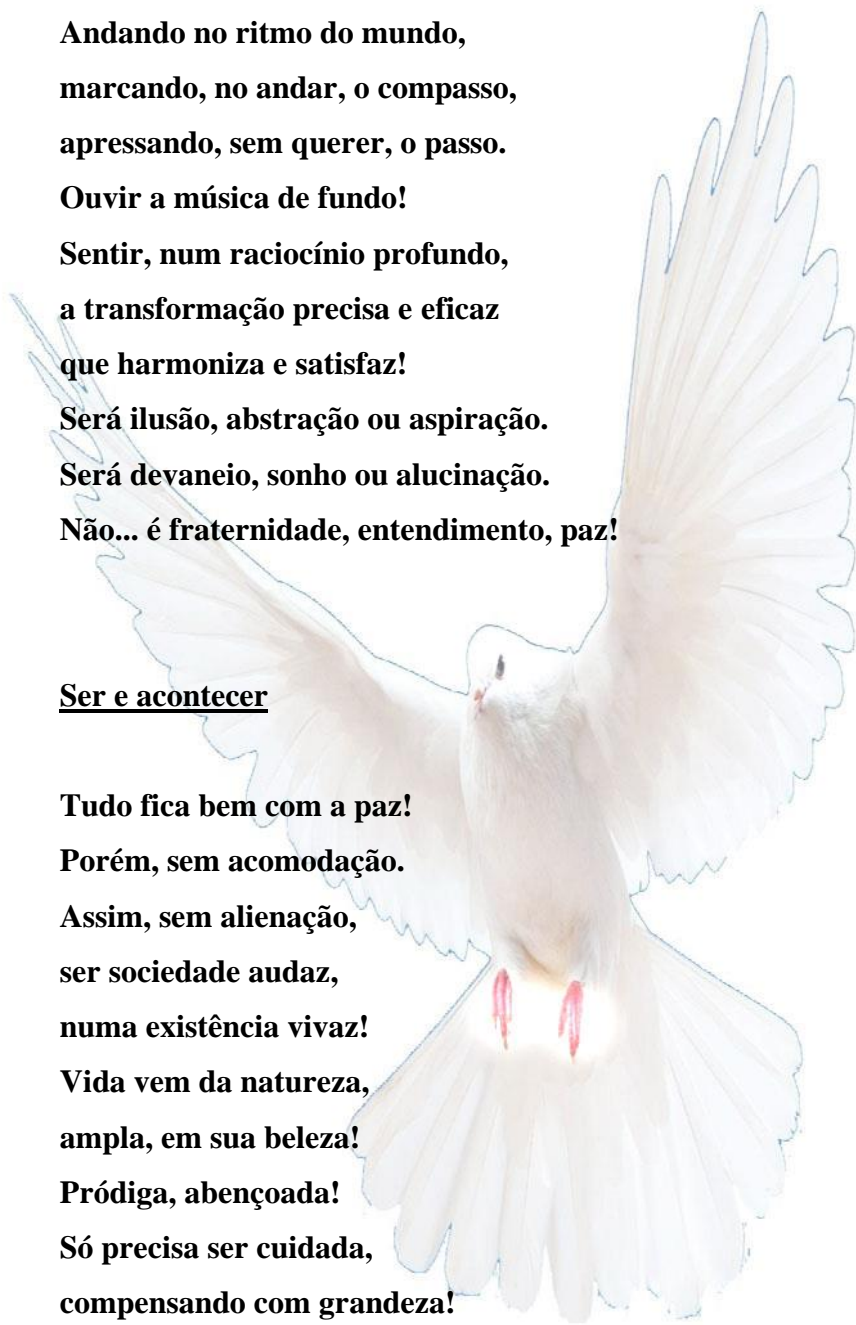 Andando no ritmo do mundo,
marcando, no andar, o compasso,
apressando, sem querer, o passo.
Ouvir a música de fundo!
Sentir, num raciocínio profundo,
a transformação precisa e eficaz
que harmoniza e satisfaz!
Será ilusão, abstração ou aspiração.
Será devaneio, sonho ou alucinação.
Não... é fraternidade, entendimento, paz!
Ser e acontecer
Tudo fica bem com a paz!
Porém, sem acomodação.
Assim, sem alienação,
ser sociedade audaz,
numa existência vivaz!
Vida vem da natureza,
ampla, em sua beleza!
Pródiga, abençoada!
Só precisa ser cuidada,
compensando com grandeza!